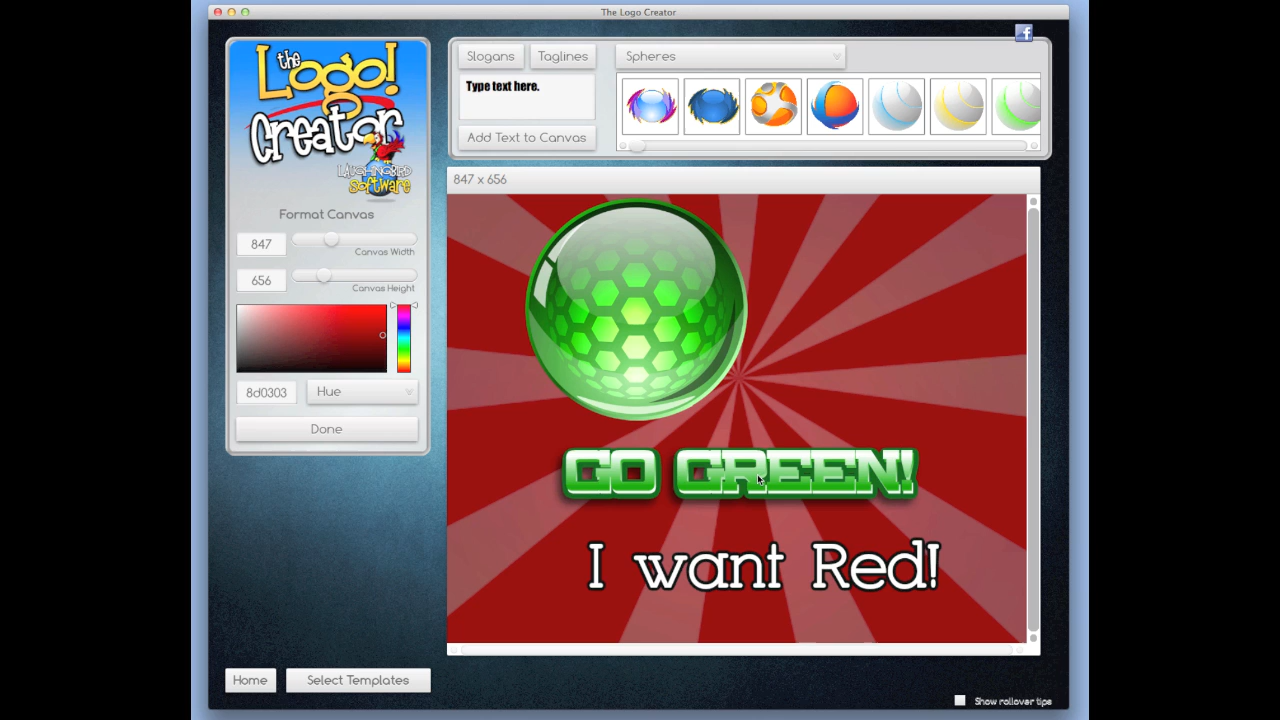 The Logo Creator
the
Logo!
Creator
LAUGHINGBIRD
software
Format Canvas
847
Canvas Width
656
Canvas Height
8d0303
Hue
Done
Slogans
Taglines
Spheres
f
Type text here.
Add Text to Canvas
847 x 656
GO GREEN!
I want Red!
Home
Select Templates
Show rollover tips